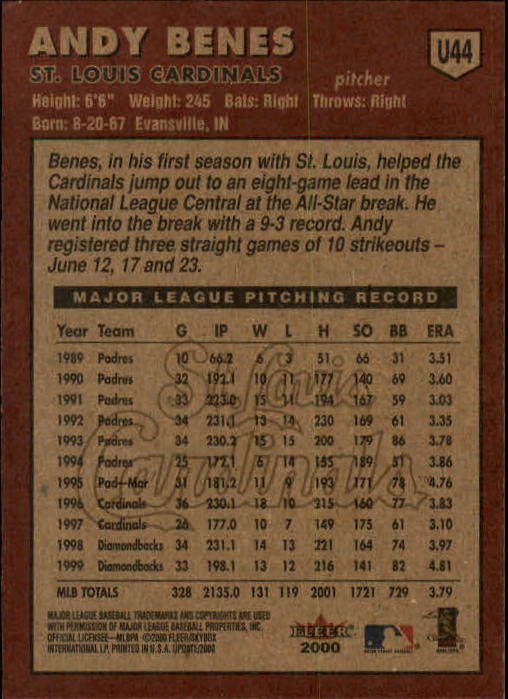 ANDY BENES
U44
ST. LOUIS CARDINALS
pitcher
Height: 6'6" Weight: 245 Bats: Right Throws: Right
Born: 8-20-67 Evansville, IN
Benes, in his first season with St. Louis, helped the
Cardinals jump out to an eight-game lead in the
National League Central at the All-Star break. He
went into the break with a 9-3 record. Andy
registered three straight games of 10 strikeouts –
June 12, 17 and 23.
MAJOR LEAGUE PITCHING RECORD
Year Team G IP W L H SO BB ERA
1989 Padres 10 66.2 6 3 51 66 31 3.51
1990 Padres 32 192.1 10 11 177 140 69 3.60
1991 Padres 33 223.0 15 11 194 167 59 3.03
1992 Padres 34 231.1 13 14 230 169 61 3.35
1993 Padres 34 230.2 15 15 200 179 86 3.78
1994 Padres 25 172.1 6 14 155 189 51 3.86
1995 Pad–Mar 31 181.2 11 9 193 171 78 4.76
1996 Cardinals 36 230.1 18 10 215 160 77 3.83
1997 Cardinals 26 177.0 10 7 149 175 61 3.10
1998 Diamondbacks 34 231.1 14 13 221 164 74 3.97
1999 Diamondbacks 33 198.1 13 12 216 141 82 4.81
MLB TOTALS 328 2135.0 131 119 2001 1721 729 3.79
St. Louis
Cardinals
MAJOR LEAGUE BASEBALL TRADEMARKS AND COPYRIGHTS ARE USED
WITH PERMISSION OF MAJOR LEAGUE BASEBALL PROPERTIES, INC.
OFFICIAL LICENSEE—MLBPA ©2000 FLEER/SKYBOX
INTERNATIONAL LP. PRINTED IN U.S.A. UPDATE/2000
FLEER
2000